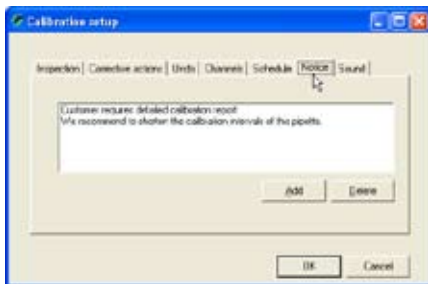 Calibration setup
Inspection Corrective actions Units Channels Schedule Notice Sound
Customer requires detailed calibration report
We recommend to shorten the calibration intervals of the pipette.
Add Delete
OK Cancel